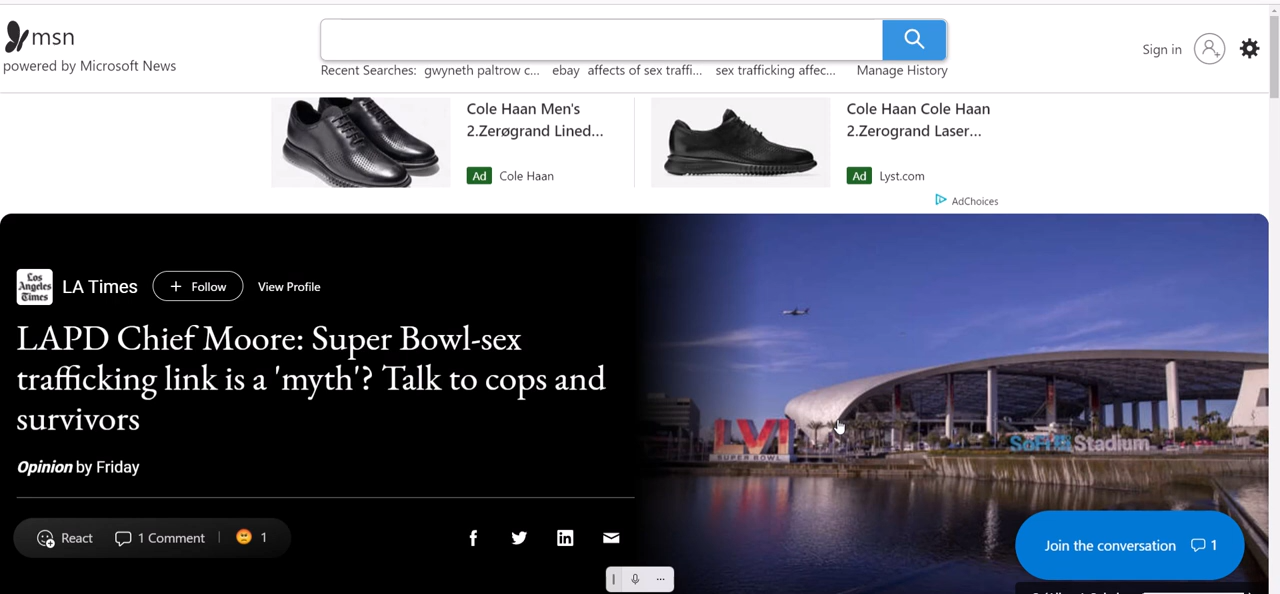 msn
powered by Microsoft News
Recent Searches: gwyneth paltrow c... ebay affects of sex traffi... sex trafficking affec... Manage History
Sign in
Cole Haan Men's
2.Zerøgrand Lined...
Ad Cole Haan
Cole Haan Cole Haan
2.Zerogrand Laser...
Ad Lyst.com
AdChoices
Los
Angeles
Times
LA Times + Follow View Profile
LAPD Chief Moore: Super Bowl-sex
trafficking link is a 'myth'? Talk to cops and
survivors
Opinion by Friday
LVI
SUPER BOWL
SoFi Stadium
React 1 Comment 1
Join the conversation 1